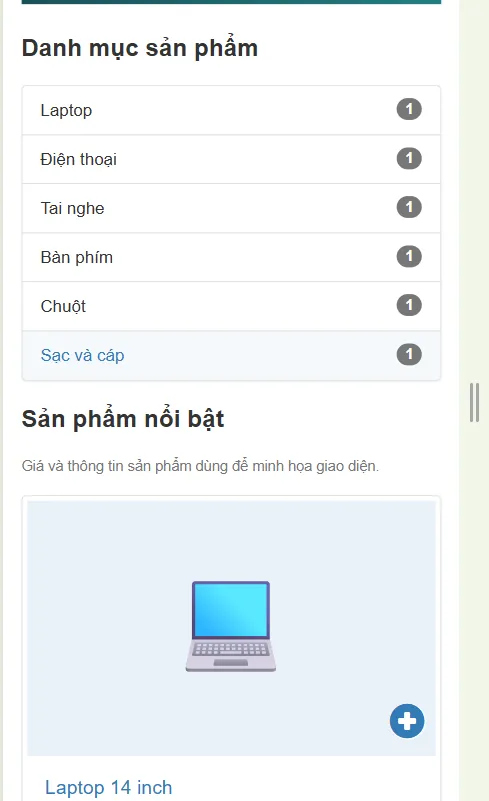 Danh mục sản phẩm
Laptop 1
Điện thoại 1
Tai nghe 1
Bàn phím 1
Chuột 1
Sạc và cáp 1
Sản phẩm nổi bật
Giá và thông tin sản phẩm dùng để minh họa giao diện.
Laptop 14 inch